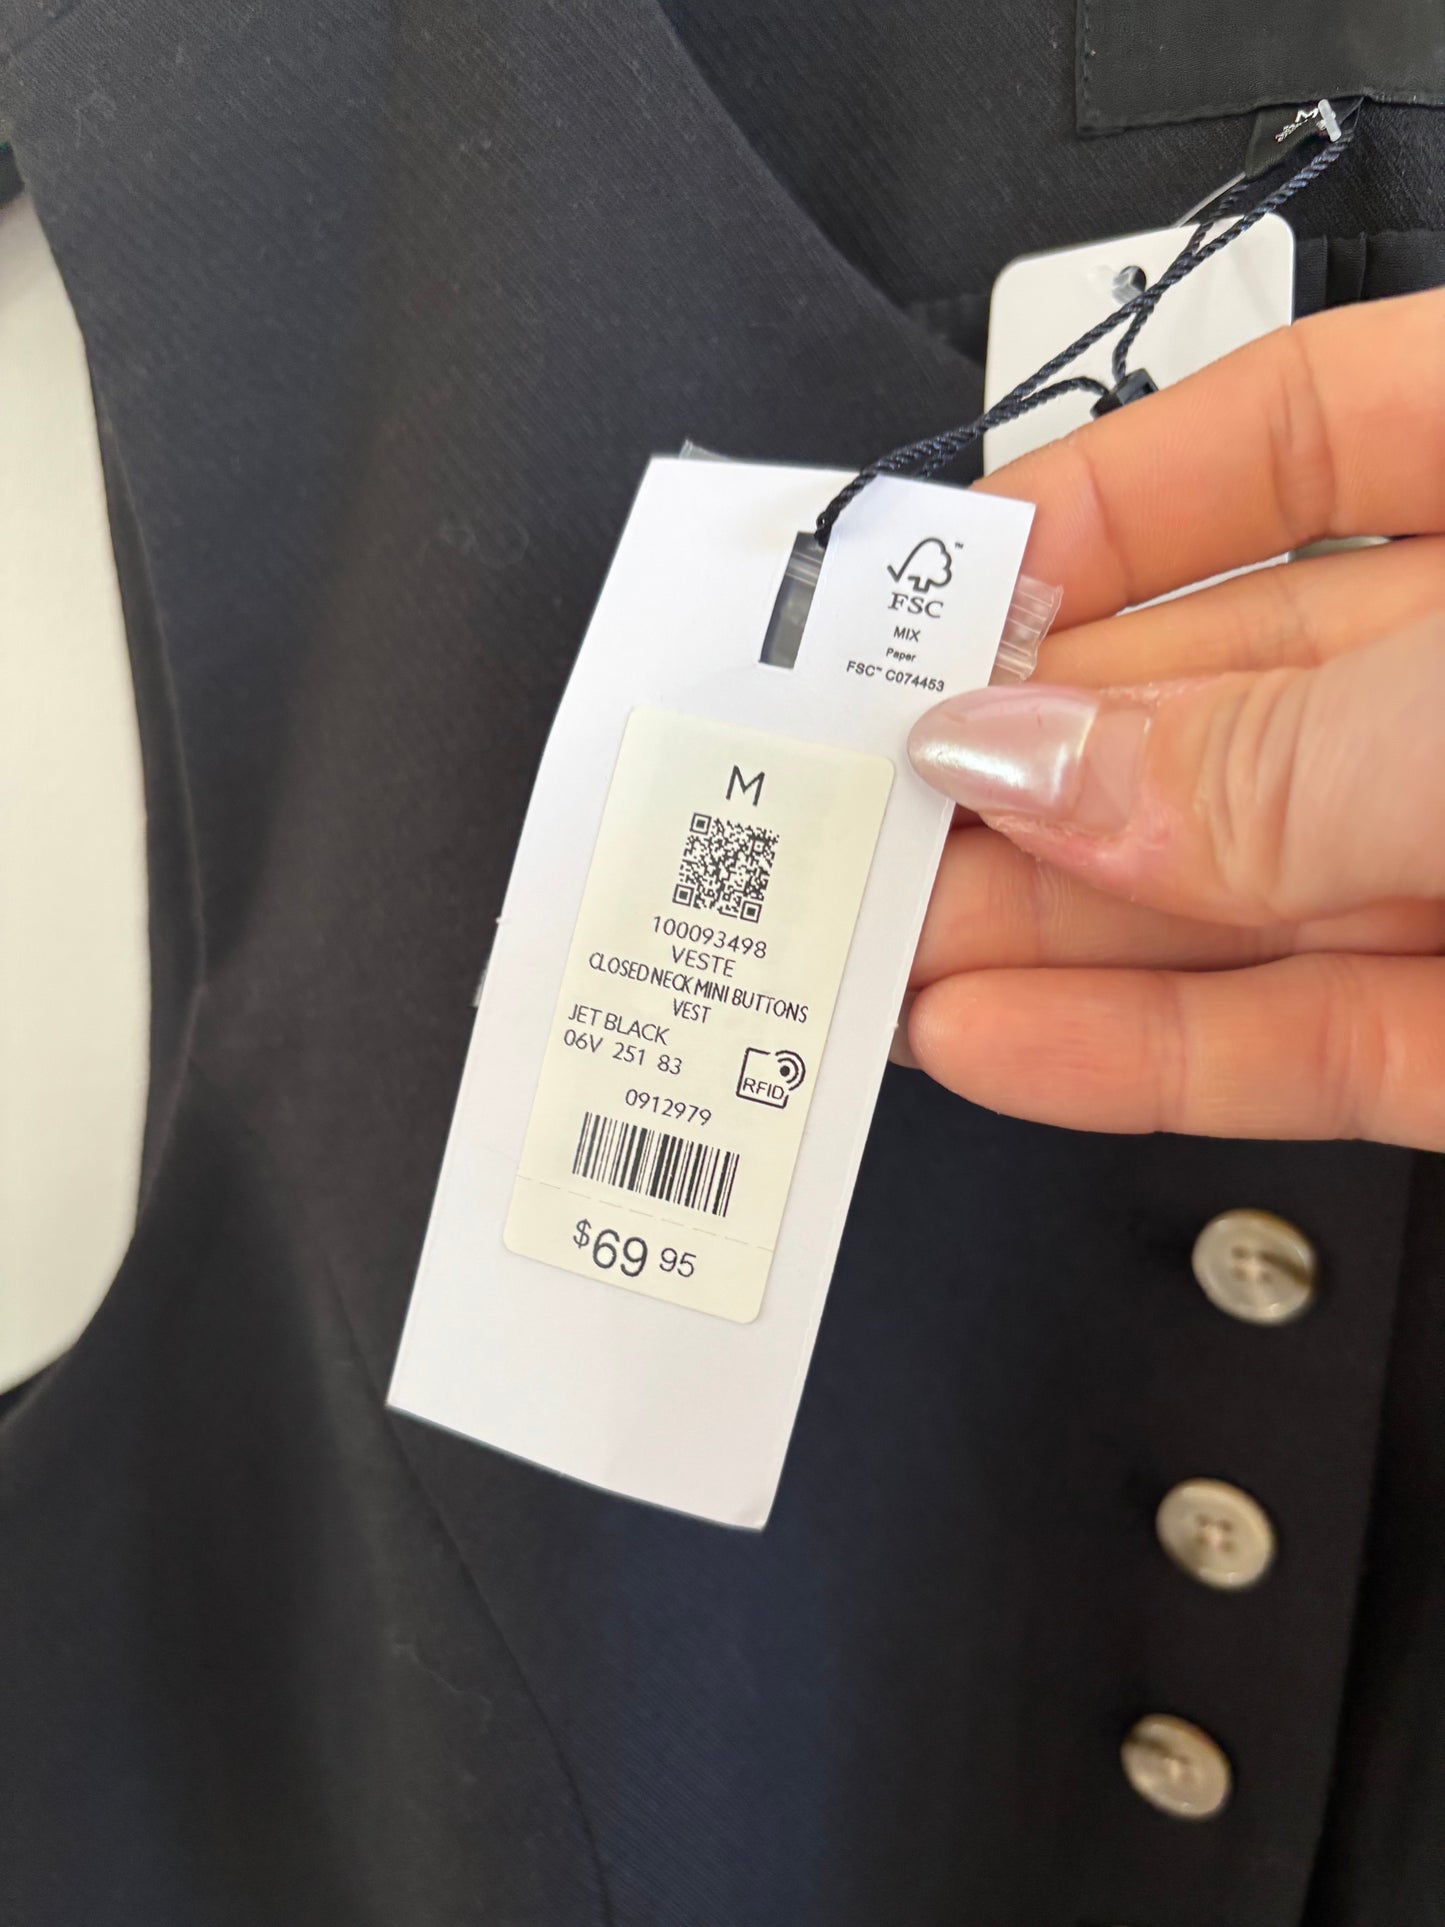 M
FSC™
MIX
Paper
FSC™ C074453
M
100093498
VESTE
CLOSED NECK MINI BUTTONS
VEST
JET BLACK
06V 251 83
RFID
0912979
$69 95